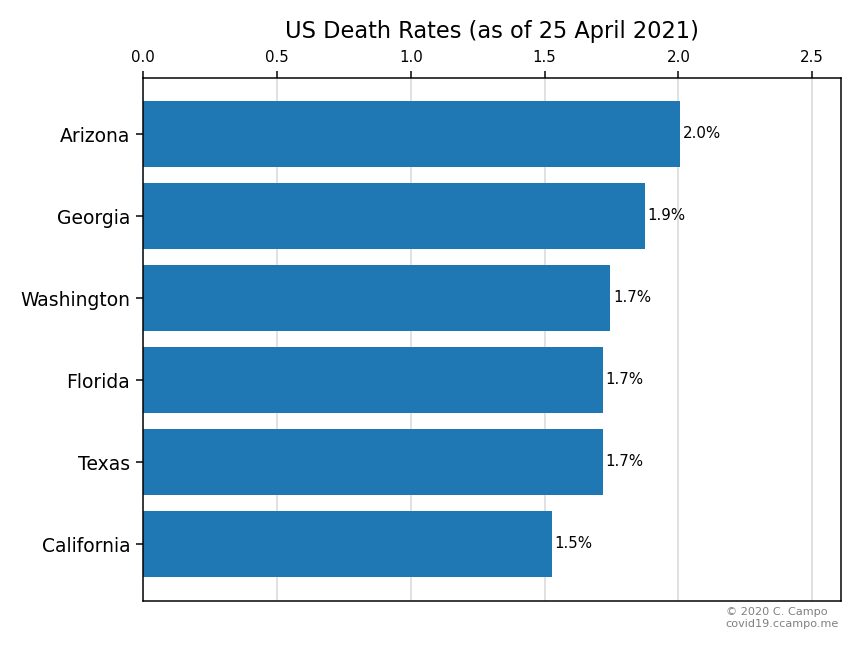 US Death Rates (as of 25 April 2021)
0.0 0.5 1.0 1.5 2.0 2.5
Arizona 2.0%
Georgia 1.9%
Washington 1.7%
Florida 1.7%
Texas 1.7%
California 1.5%
© 2020 C. Campo
covid19.ccampo.me